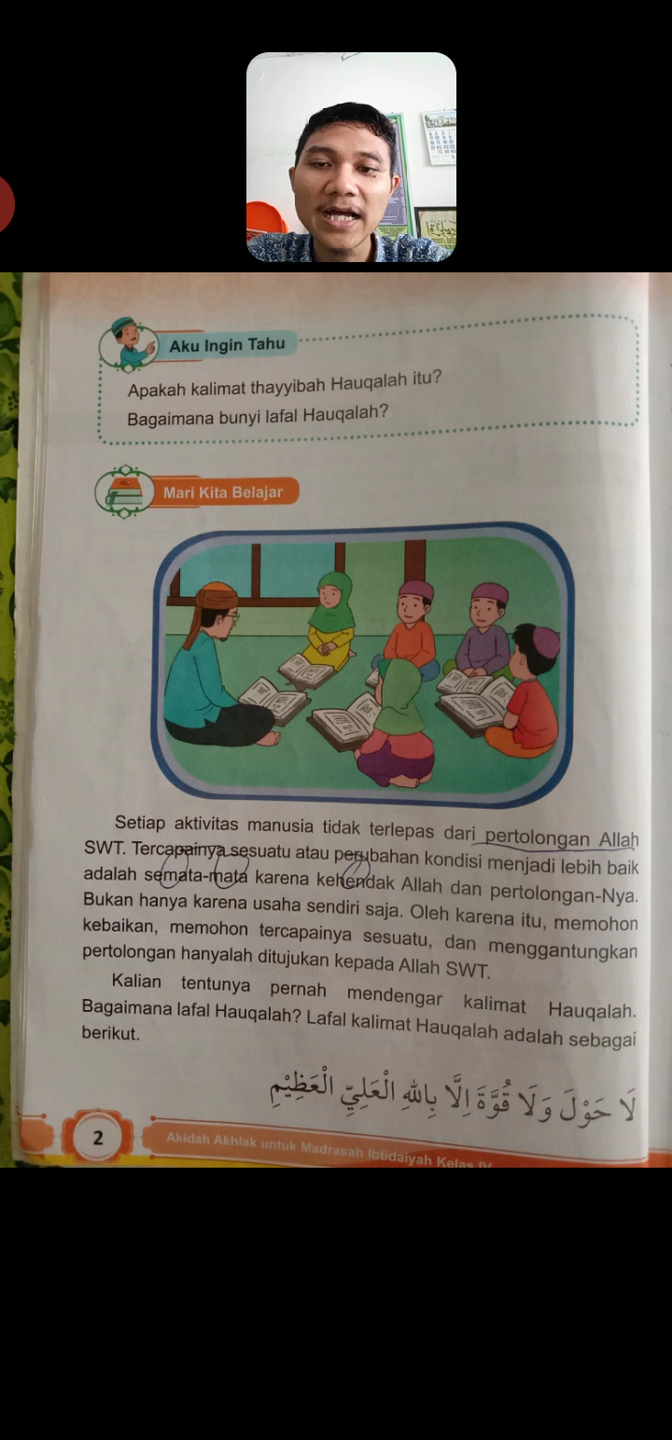 Aku Ingin Tahu
Apakah kalimat thayyibah Hauqalah itu?
Bagaimana bunyi lafal Hauqalah?
Mari Kita Belajar
Setiap aktivitas manusia tidak terlepas dari pertolongan Allah
SWT. Tercapainya sesuatu atau perubahan kondisi menjadi lebih baik
adalah semata-mata karena kehendak Allah dan pertolongan-Nya.
Bukan hanya karena usaha sendiri saja. Oleh karena itu, memohon
kebaikan, memohon tercapainya sesuatu, dan menggantungkan
pertolongan hanyalah ditujukan kepada Allah SWT.
Kalian tentunya pernah mendengar kalimat Hauqalah.
Bagaimana lafal Hauqalah? Lafal kalimat Hauqalah adalah sebagai
berikut.
لَا حَوْلَ وَلَا قُوَّةَ اِلَّا بِاللهِ الْعَلِيِّ الْعَظِيْمِ
2
Akidah Akhlak untuk Madrasah Ibtidaiyah Kelas IV